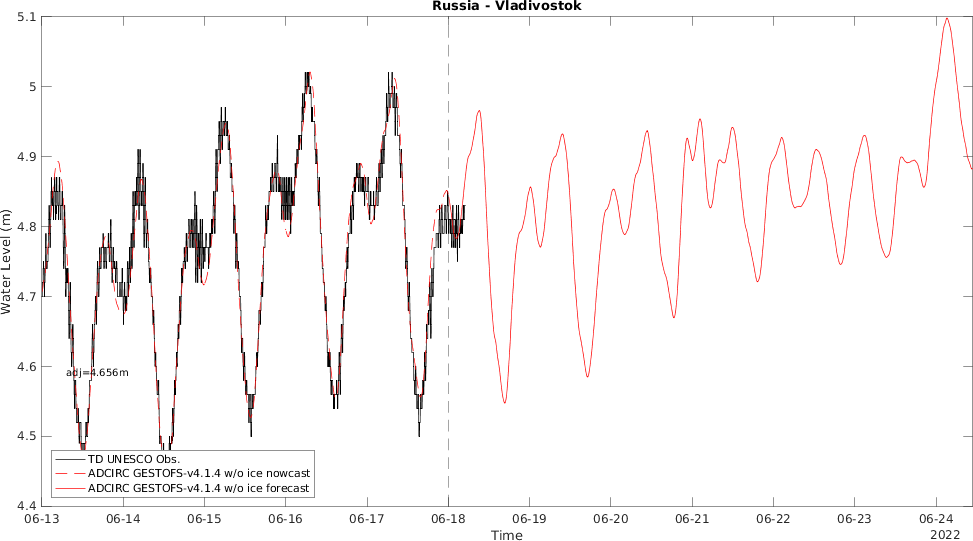 Russia - Vladivostok
5.1
5
4.9
4.8
4.7
4.6
4.5
4.4
Water Level (m)
adj=4.656m
TD UNESCO Obs.
ADCIRC GESTOFS-v4.1.4 w/o ice nowcast
ADCIRC GESTOFS-v4.1.4 w/o ice forecast
06-13 06-14 06-15 06-16 06-17 06-18 06-19 06-20 06-21 06-22 06-23 06-24
2022
Time